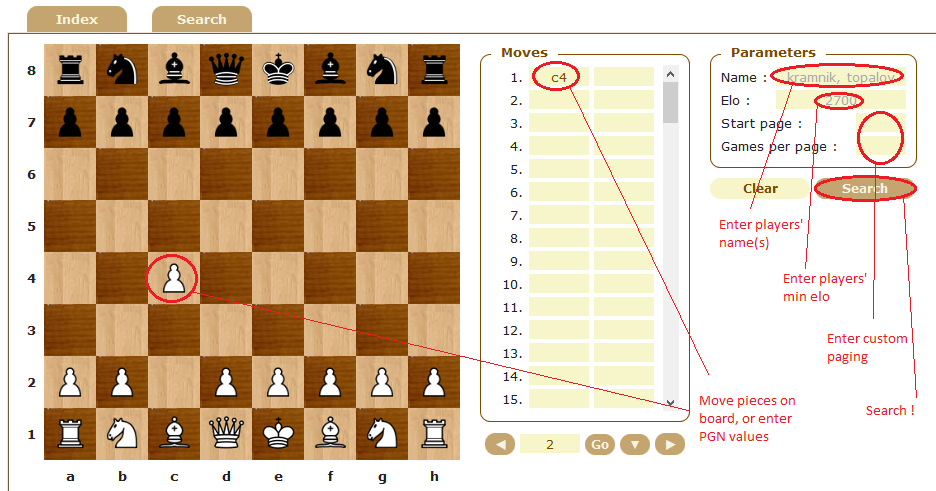 Index
Search
8
7
6
5
4
3
2
1
a b c d e f g h
Moves
1. c4
2.
3.
4.
5.
6.
7.
8.
9.
10.
11.
12.
13.
14.
15.
2 Go
Parameters
Name : kramnik, topalov
Elo : 2700
Start page :
Games per page :
Clear
Search
Enter players'
name(s)
Enter players'
min elo
Enter custom
paging
Search !
Move pieces on
board, or enter
PGN values